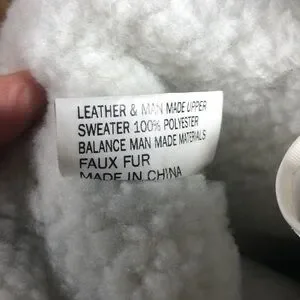 LEATHER & MAN MADE UPPER
SWEATER 100% POLYESTER
BALANCE MAN MADE MATERIALS
FAUX FUR
MADE IN CHINA